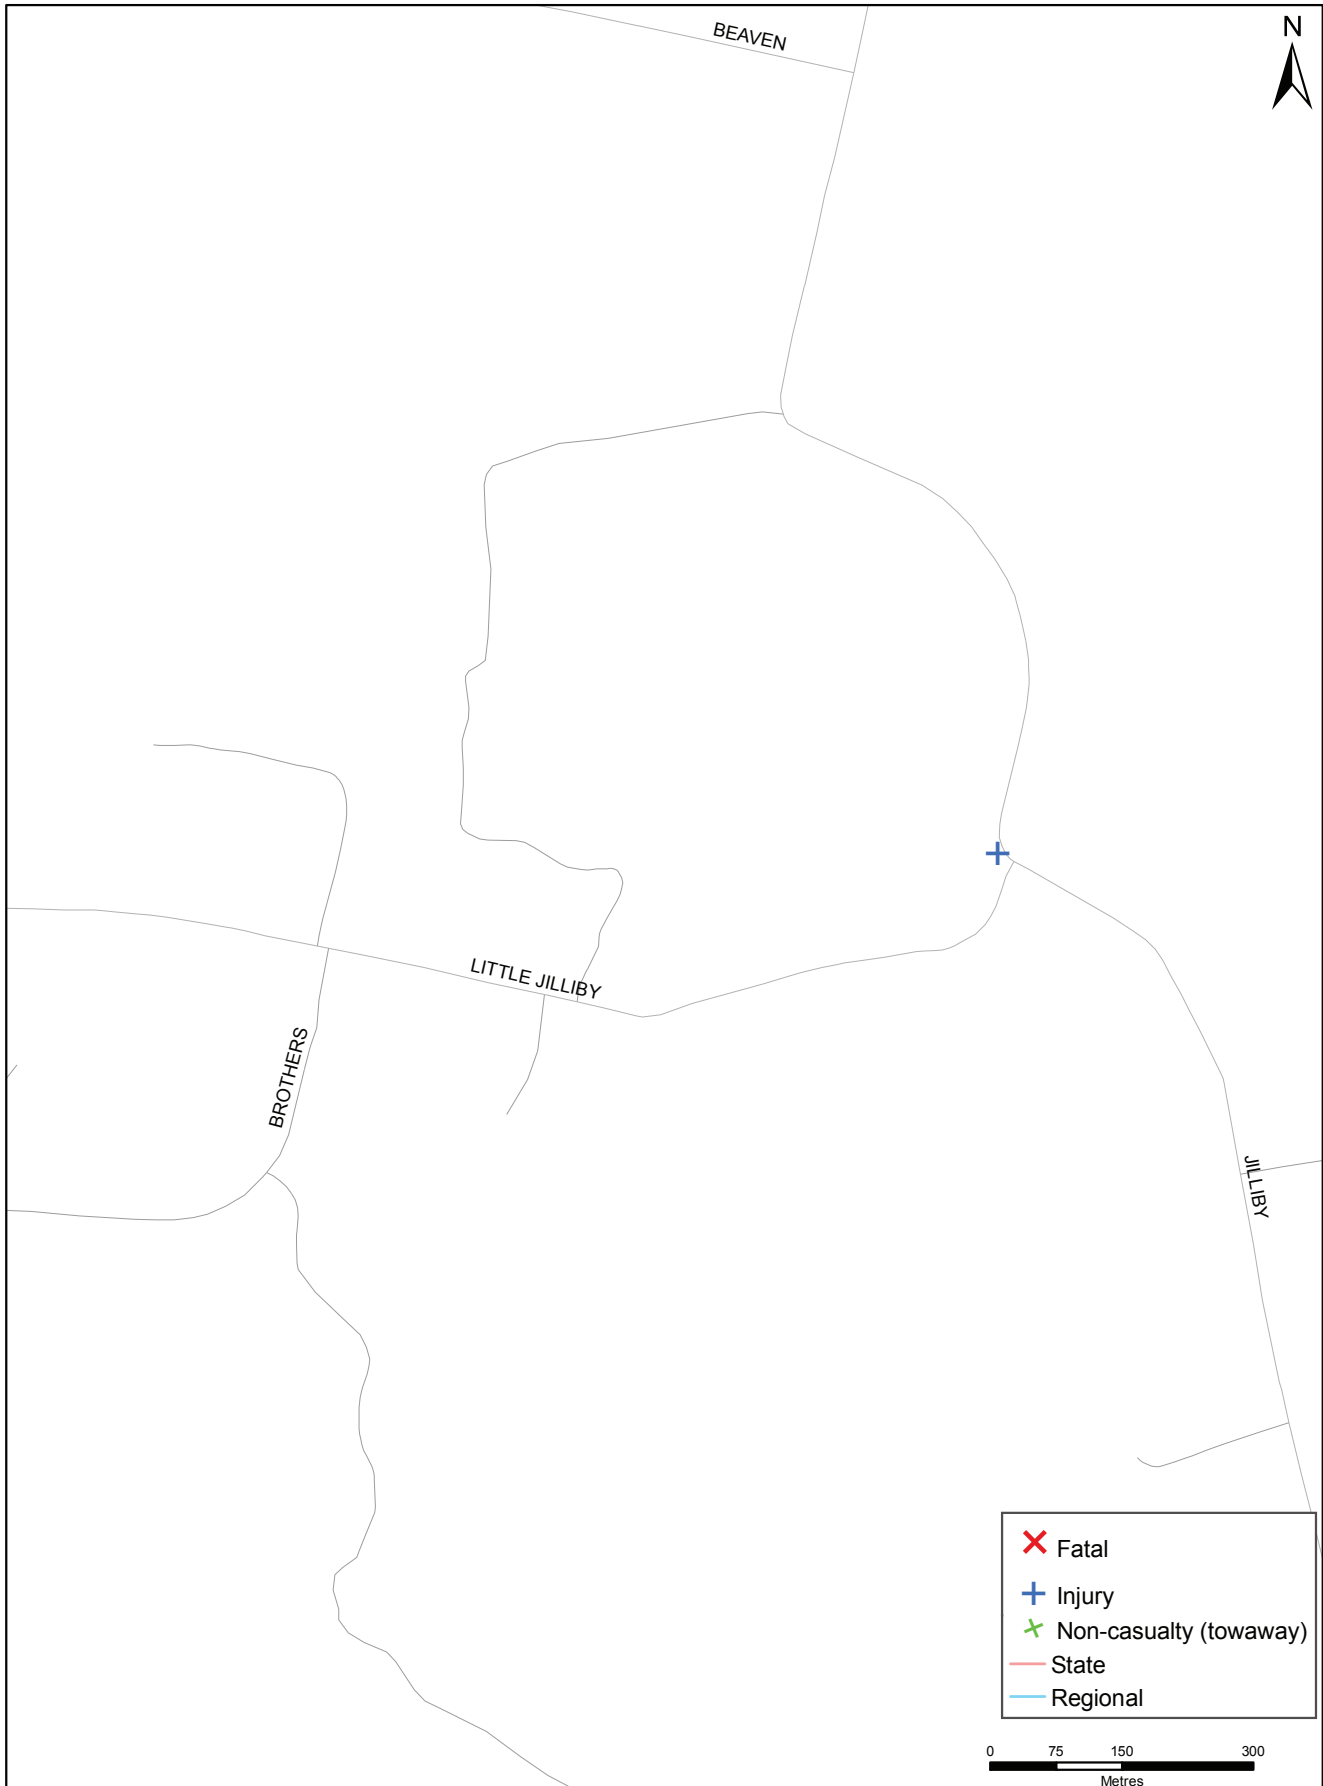 BEAVEN
N
LITTLE JILLIBY
BROTHERS
JILLIBY
Fatal
Injury
Non-casualty (towaway)
State
Regional
0 75 150 300
Metres